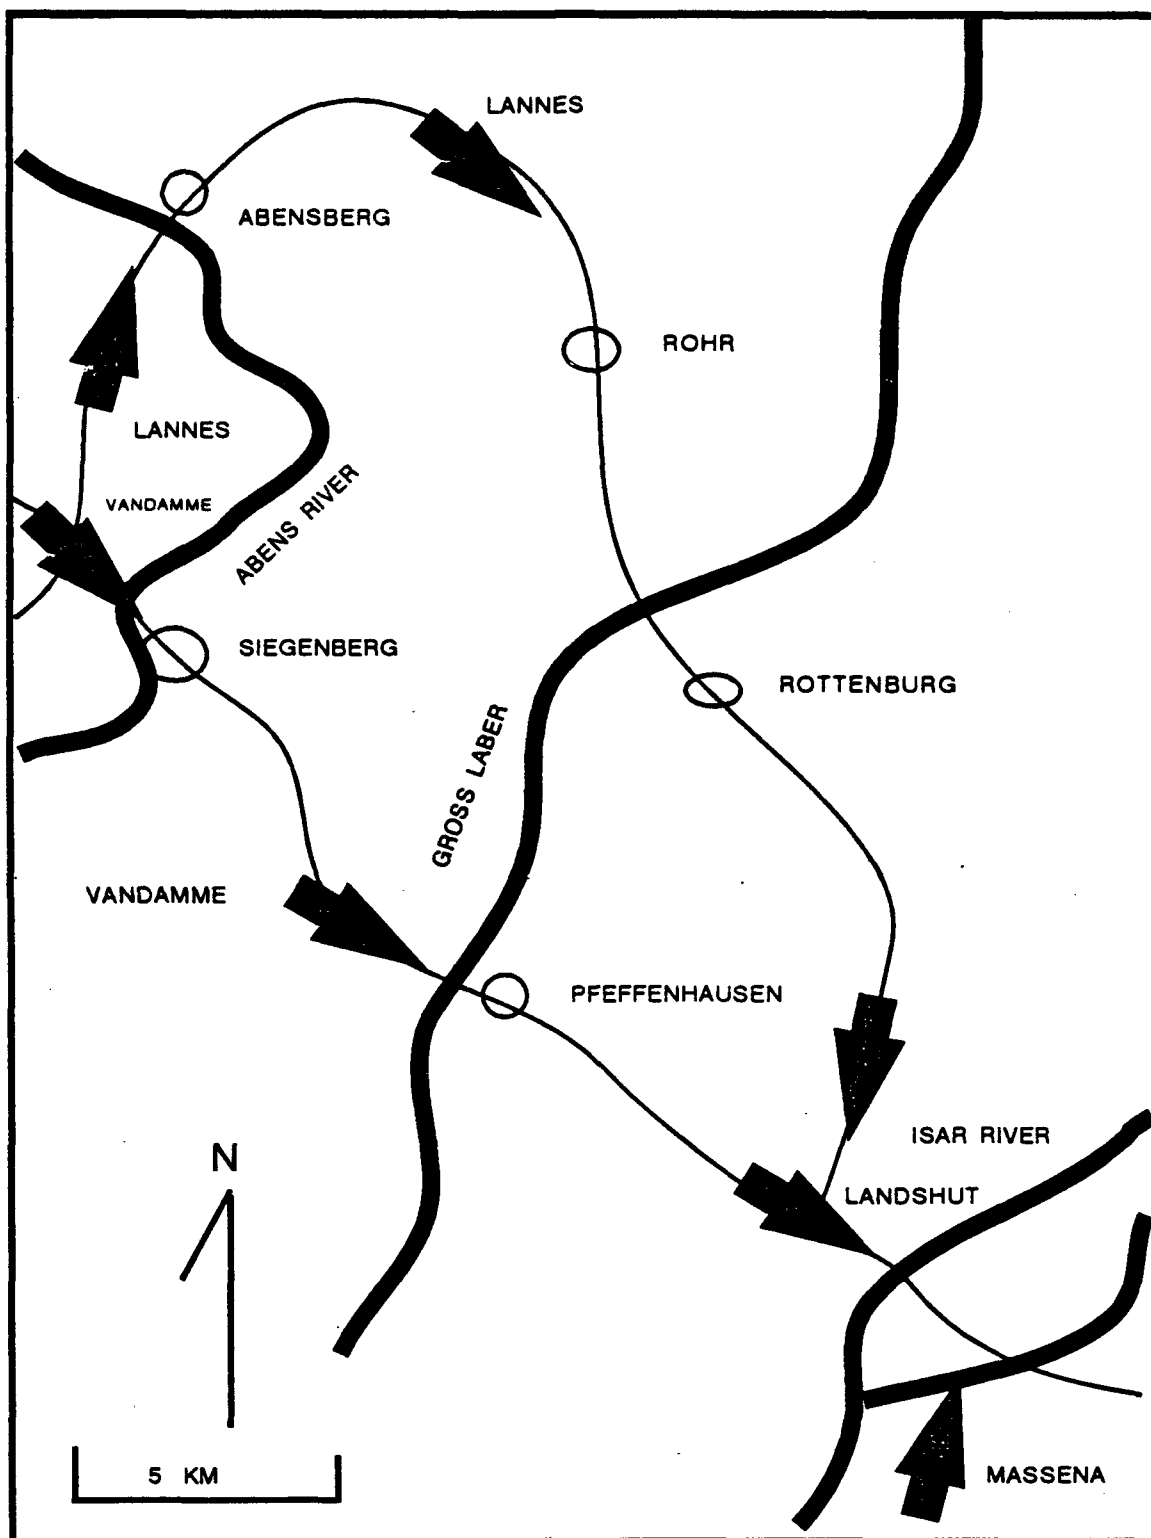 LANNES
ABENSBERG
ROHR
LANNES
VANDAMME
ABENS RIVER
SIEGENBERG
ROTTENBURG
GROSS LABER
VANDAMME
PFEFFENHAUSEN
ISAR RIVER
N
LANDSHUT
5 KM
MASSENA